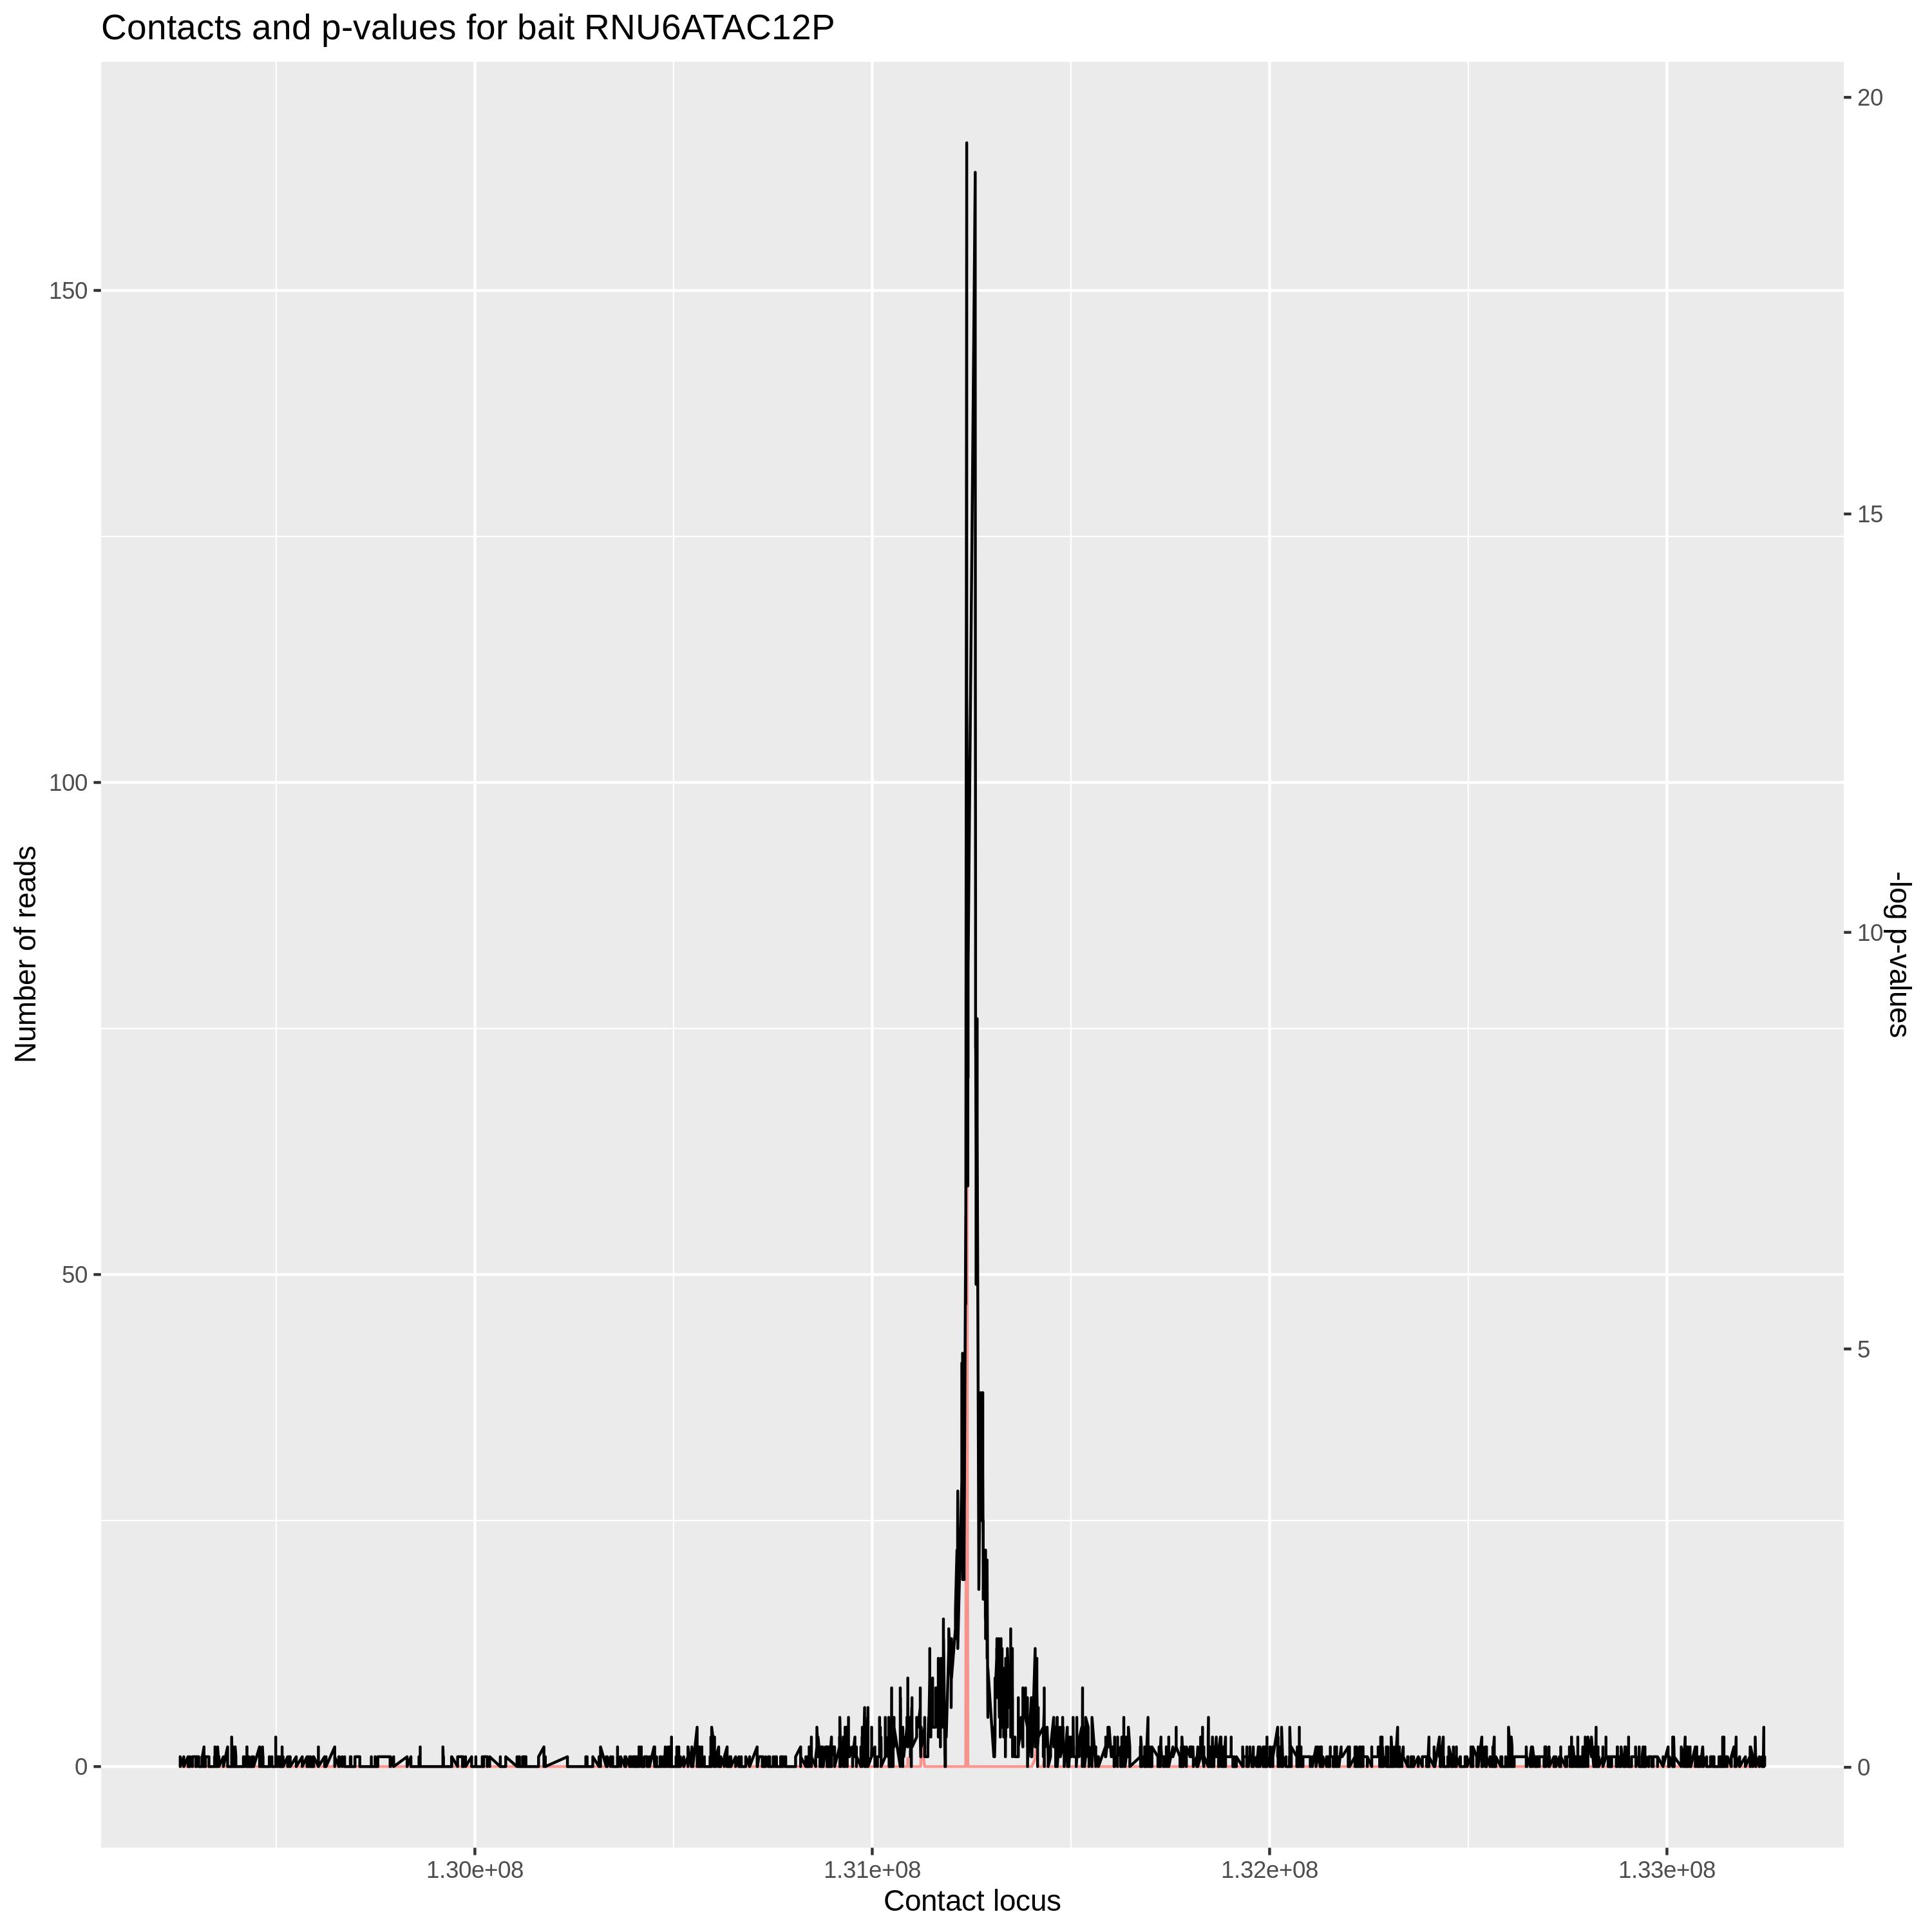 Contacts and p-values for bait RNU6ATAC12P
Number of reads
150
100
50
0
20
15
10
5
0
-log p-values
1.30e+08
1.31e+08
1.32e+08
1.33e+08
Contact locus